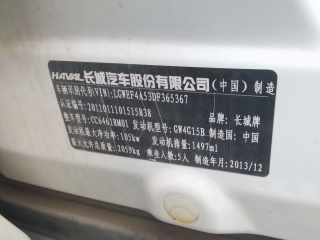 HAVAL 长城汽车股份有限公司 (中国) 制造
车辆识别代号(VIN): LGWEF4A53DF365367
认证编号: 2011011101515838 品牌: 长城牌
整车型号: CC6461RM01 发动机型号: GW4G15B 制造国: 中国
发动机最大净功率: 105kW 发动机排量: 1497ml
最大允许总质量: 2059kg 乘坐人数: 5人 制造年月: 2013/12